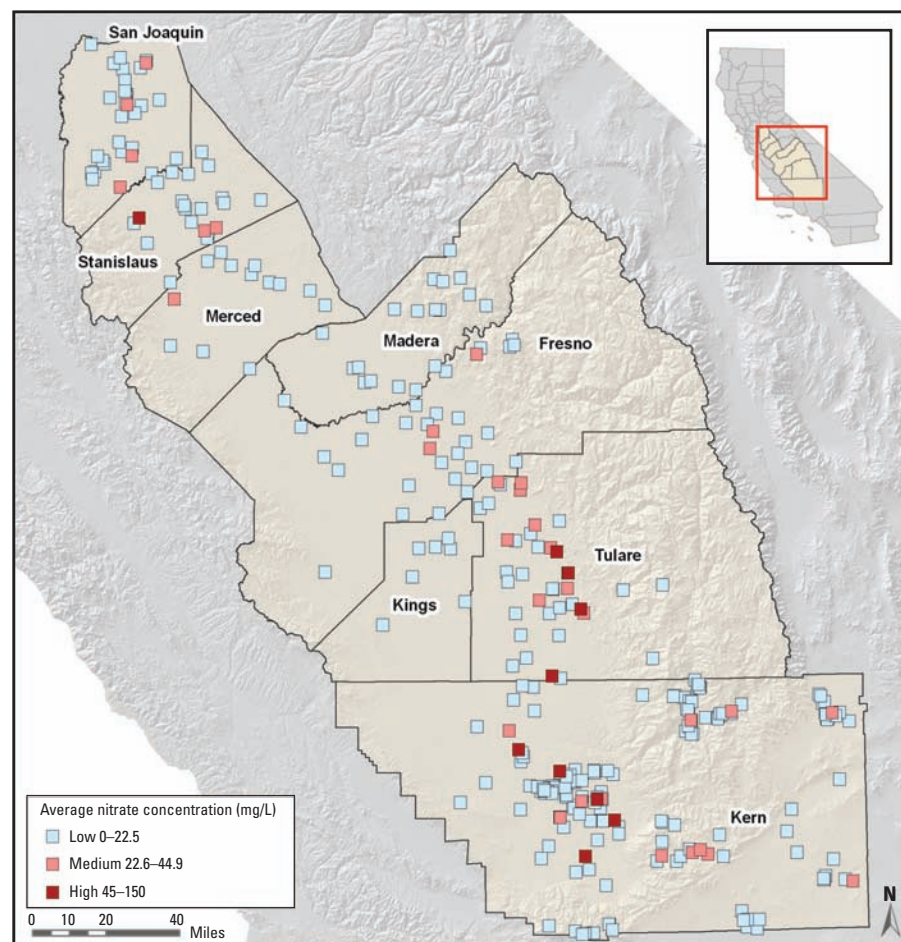 San Joaquin
Stanislaus
Merced
Madera
Fresno
Tulare
Kings
Kern
Average nitrate concentration (mg/L)
Low 0–22.5
Medium 22.6–44.9
High 45–150
0 10 20 40
Miles
N